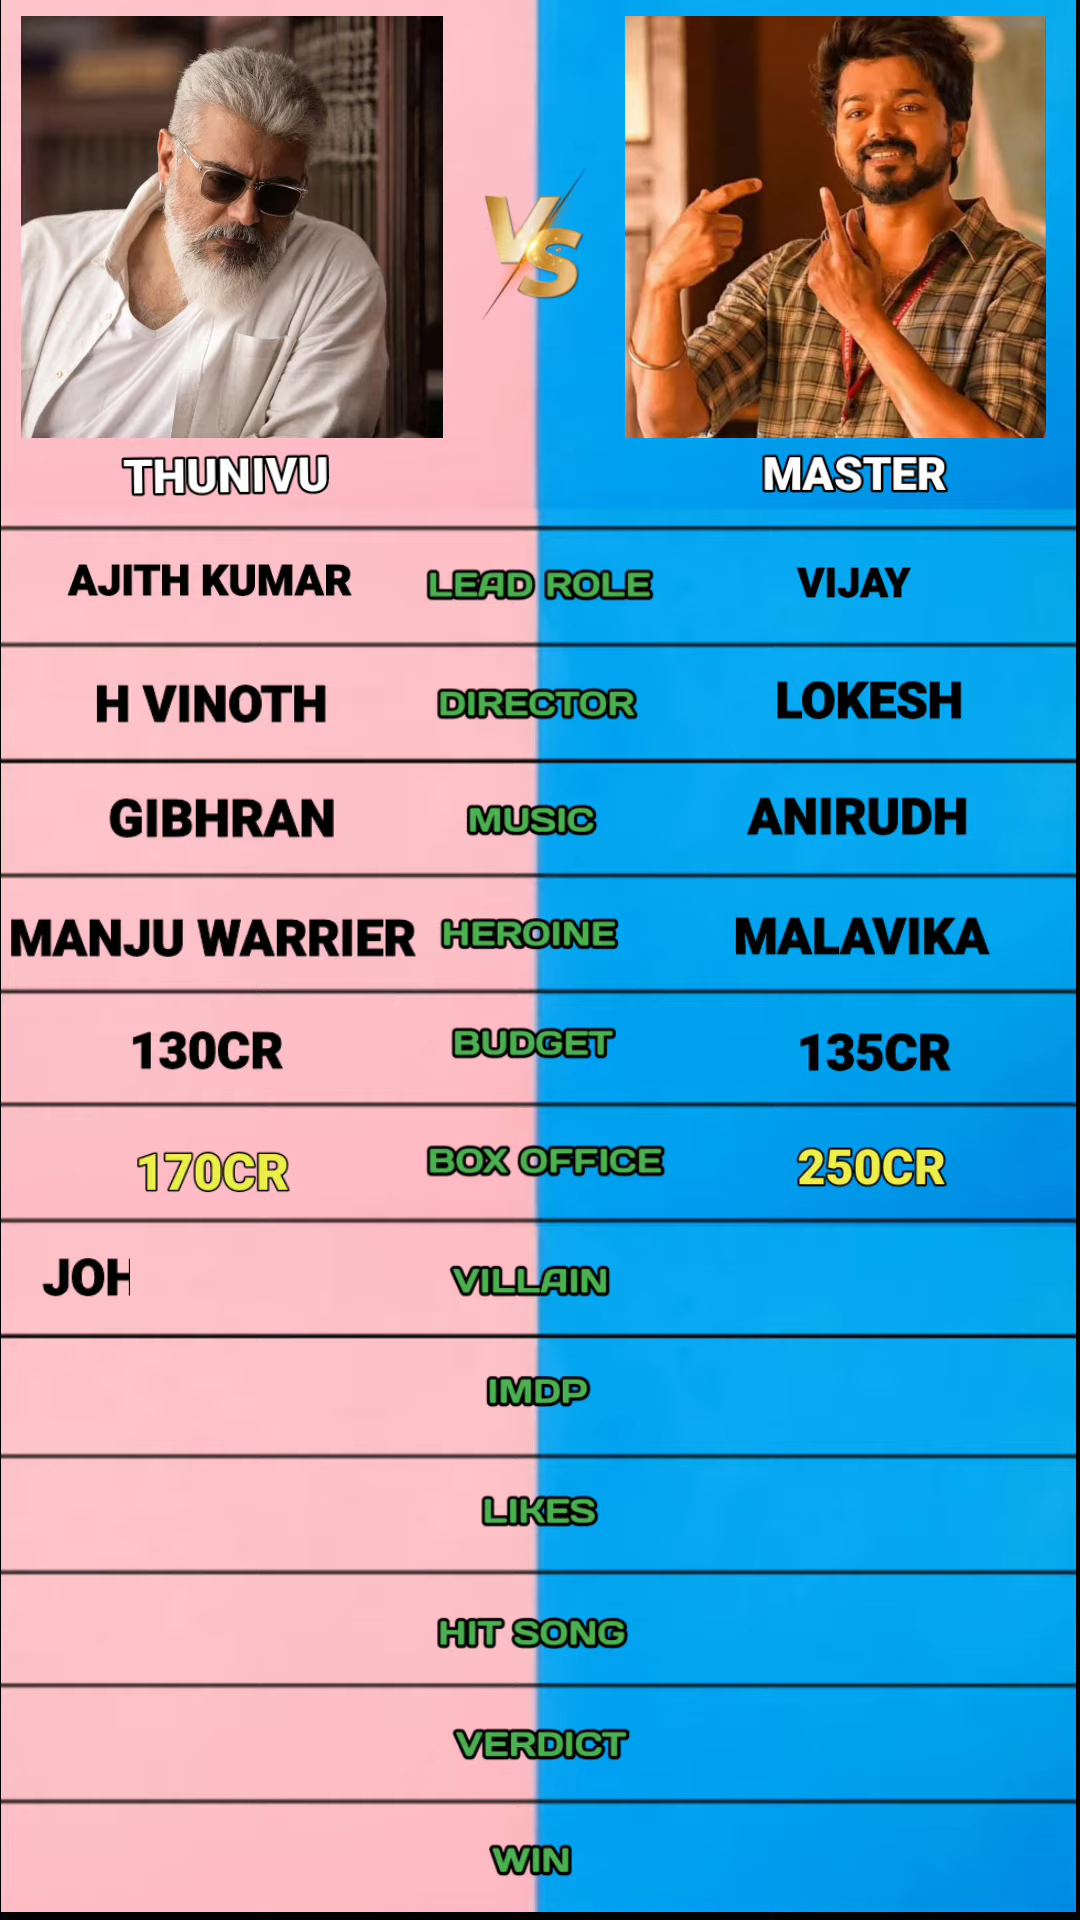 VS
THUNIVU MASTER
AJITH KUMAR LEAD ROLE VIJAY
H VINOTH DIRECTOR LOKESH
GIBHRAN MUSIC ANIRUDH
MANJU WARRIER HEROINE MALAVIKA
130CR BUDGET 135CR
170CR BOX OFFICE 250CR
JOH VILLAIN
IMDP
LIKES
HIT SONG
VERDICT
WIN